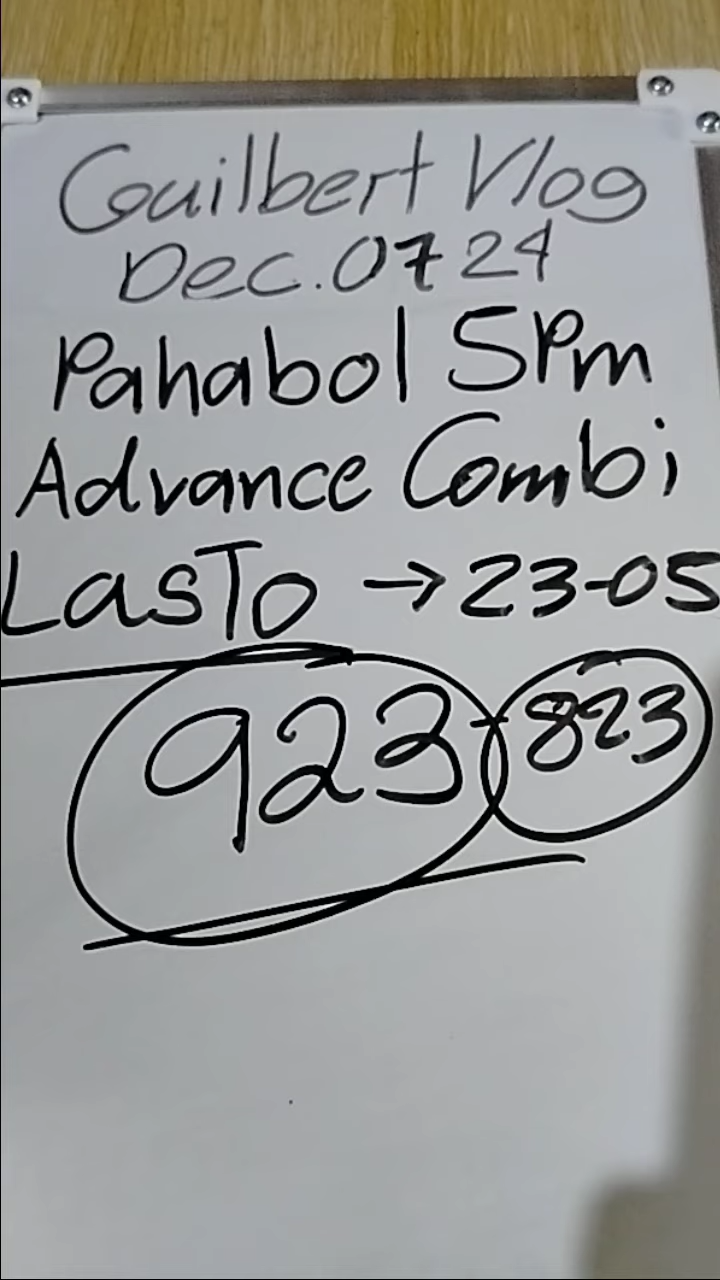 Guilbert Vlog
Dec. 07 24
Pahabol 5Pm
Advance Combi
LasTo → 23-05
923 - 823